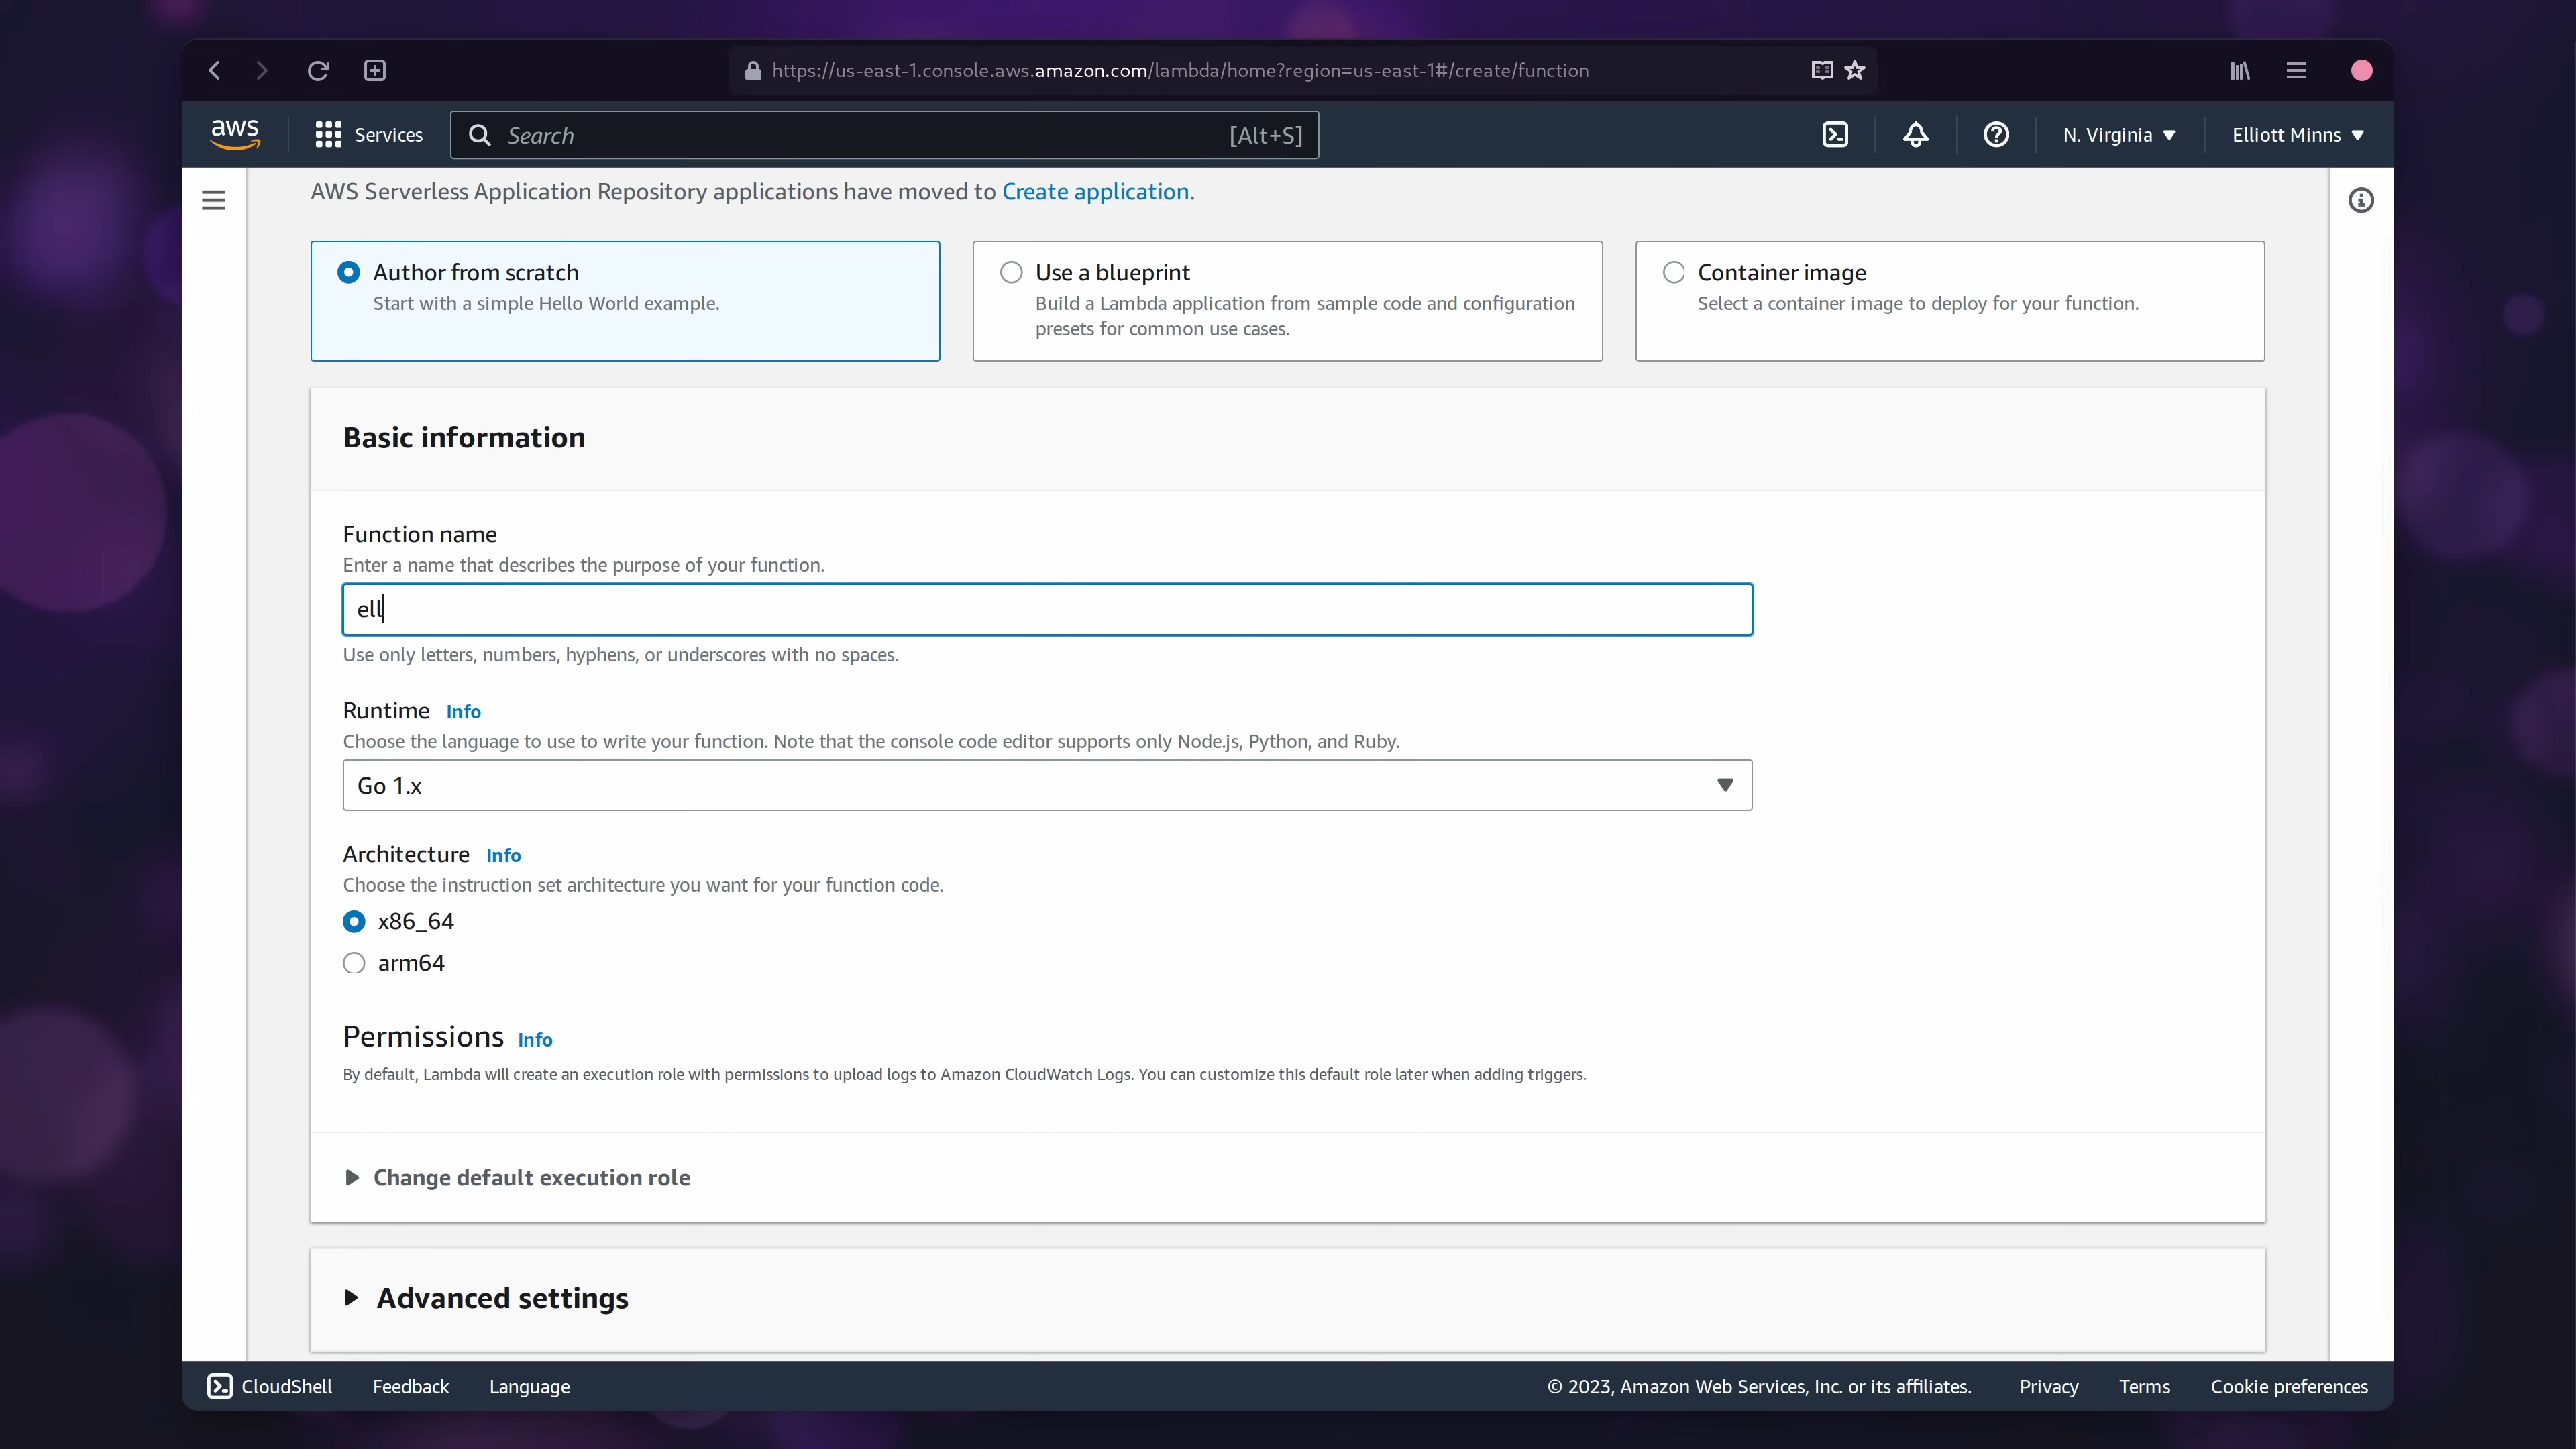 https://us-east-1.console.aws.amazon.com/lambda/home?region=us-east-1#/create/function
aws
Services
Search
[Alt+S]
N. Virginia
Elliott Minns
AWS Serverless Application Repository applications have moved to Create application.
Author from scratch
Start with a simple Hello World example.
Use a blueprint
Build a Lambda application from sample code and configuration
presets for common use cases.
Container image
Select a container image to deploy for your function.
Basic information
Function name
Enter a name that describes the purpose of your function.
ell
Use only letters, numbers, hyphens, or underscores with no spaces.
Runtime Info
Choose the language to use to write your function. Note that the console code editor supports only Node.js, Python, and Ruby.
Go 1.x
Architecture Info
Choose the instruction set architecture you want for your function code.
x86_64
arm64
Permissions Info
By default, Lambda will create an execution role with permissions to upload logs to Amazon CloudWatch Logs. You can customize this default role later when adding triggers.
Change default execution role
Advanced settings
CloudShell
Feedback
Language
© 2023, Amazon Web Services, Inc. or its affiliates.
Privacy
Terms
Cookie preferences